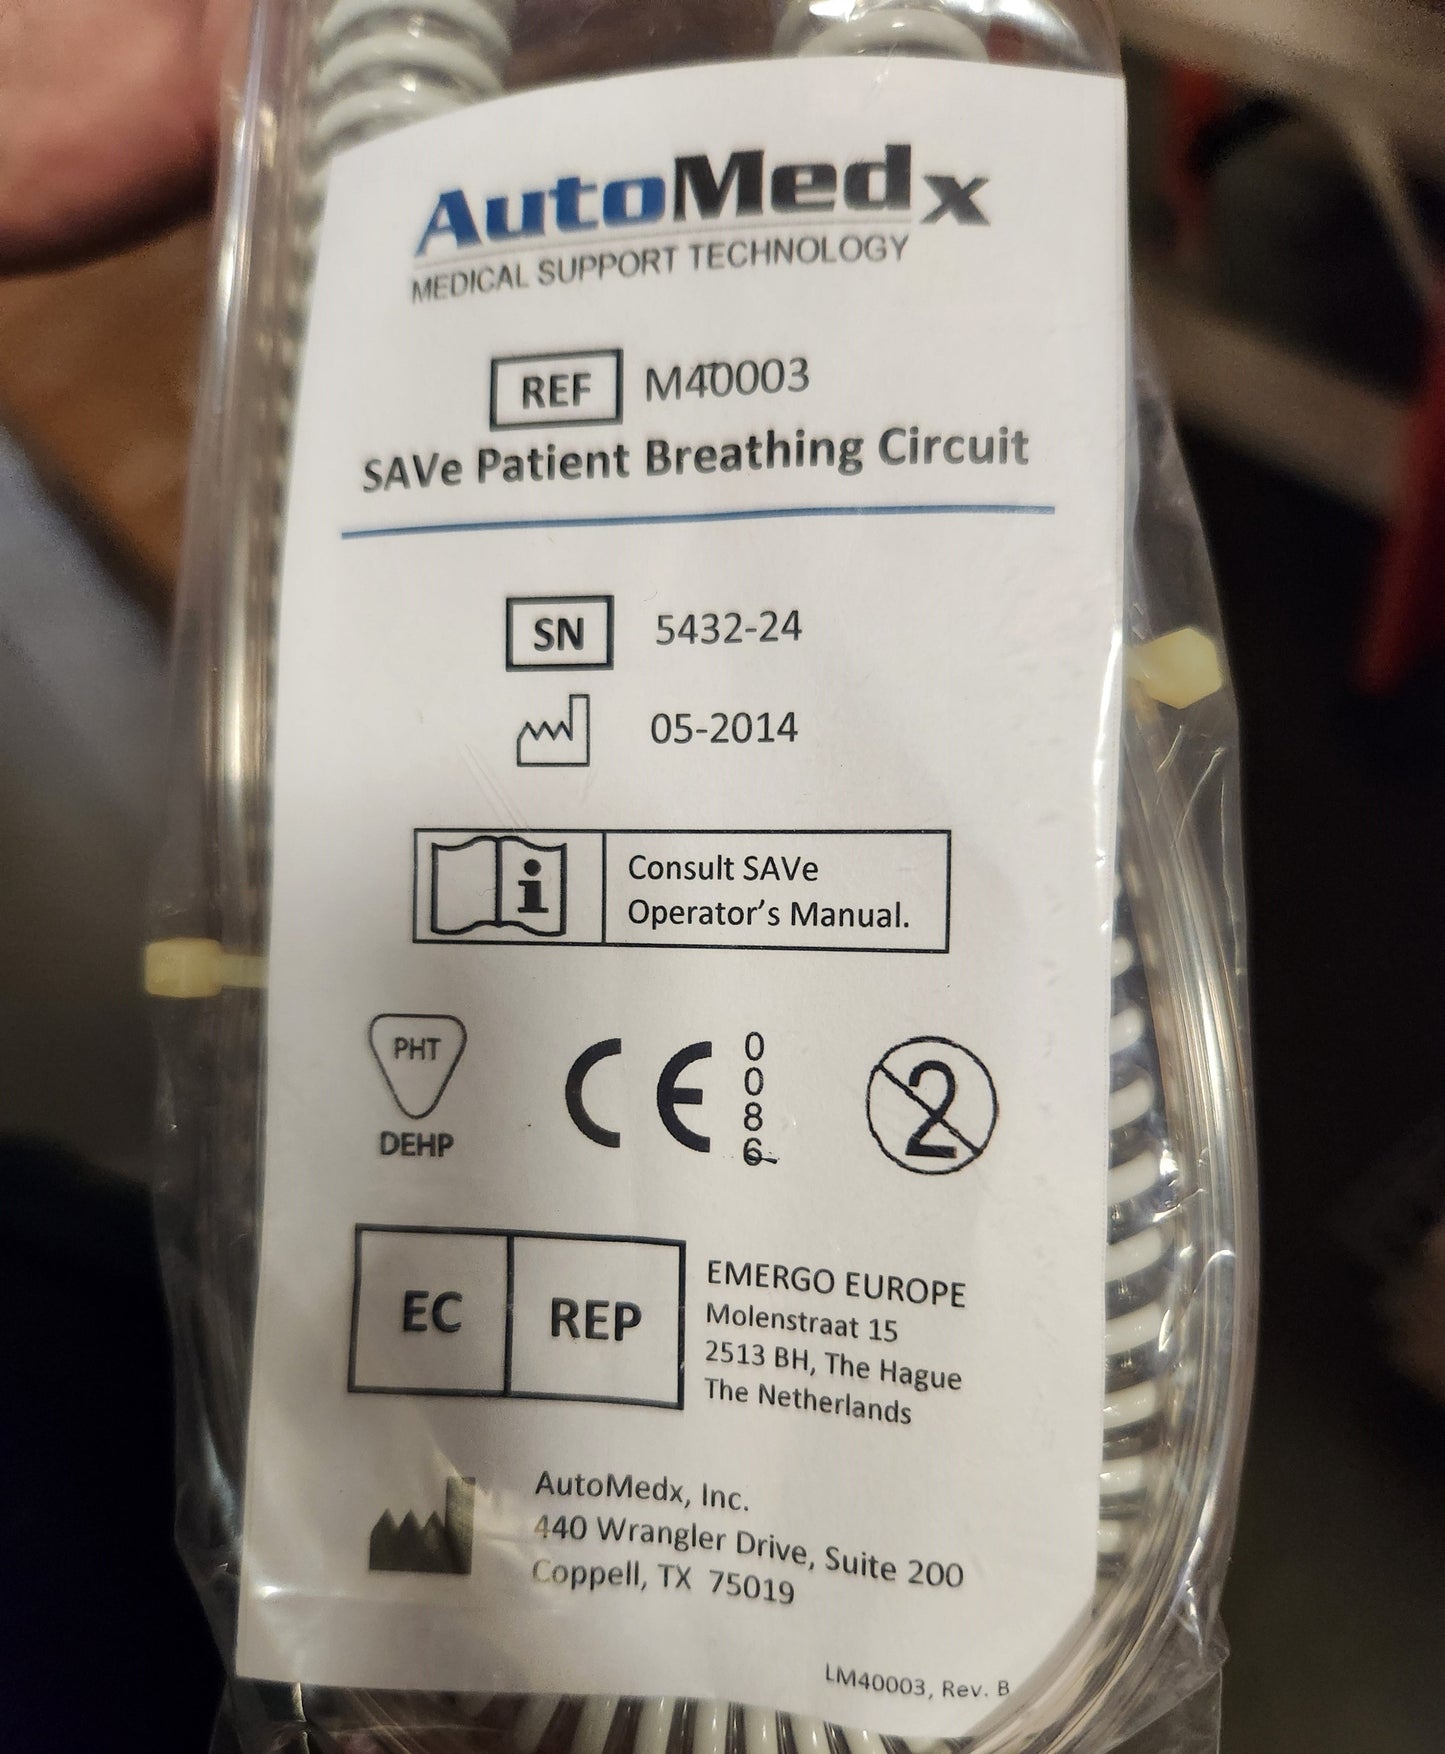 AutoMedx
MEDICAL SUPPORT TECHNOLOGY
REF M40003
SAVe Patient Breathing Circuit
SN 5432-24
05-2014
i Consult SAVe
Operator's Manual.
PHT
DEHP
CE 0086
2
EC REP
EMERGO EUROPE
Molenstraat 15
2513 BH, The Hague
The Netherlands
AutoMedx, Inc.
440 Wrangler Drive, Suite 200
Coppell, TX 75019
LM40003, Rev. B